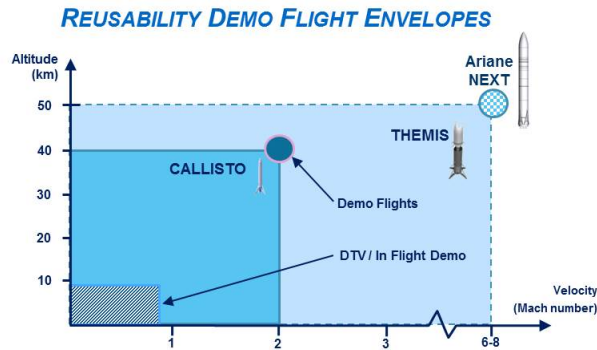 REUSABILITY DEMO FLIGHT ENVELOPES
Altitude
(km)
Ariane
NEXT
50
THEMIS
40
CALLISTO
30
Demo Flights
20
DTV / In Flight Demo
10
Velocity
(Mach number)
1
2
3
6-8